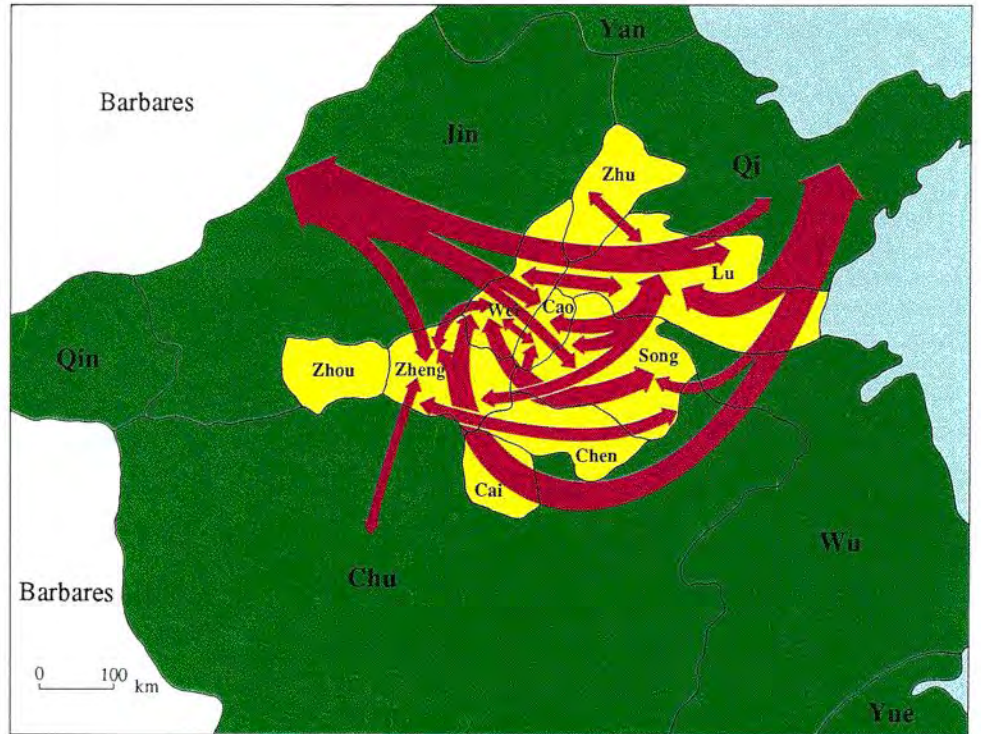 Yan
Barbares
Jin
Zhu
Qi
Lu
Wei
Cao
Qin
Zhou
Zheng
Song
Chen
Cai
Wu
Chu
Barbares
0 100 km
Yue